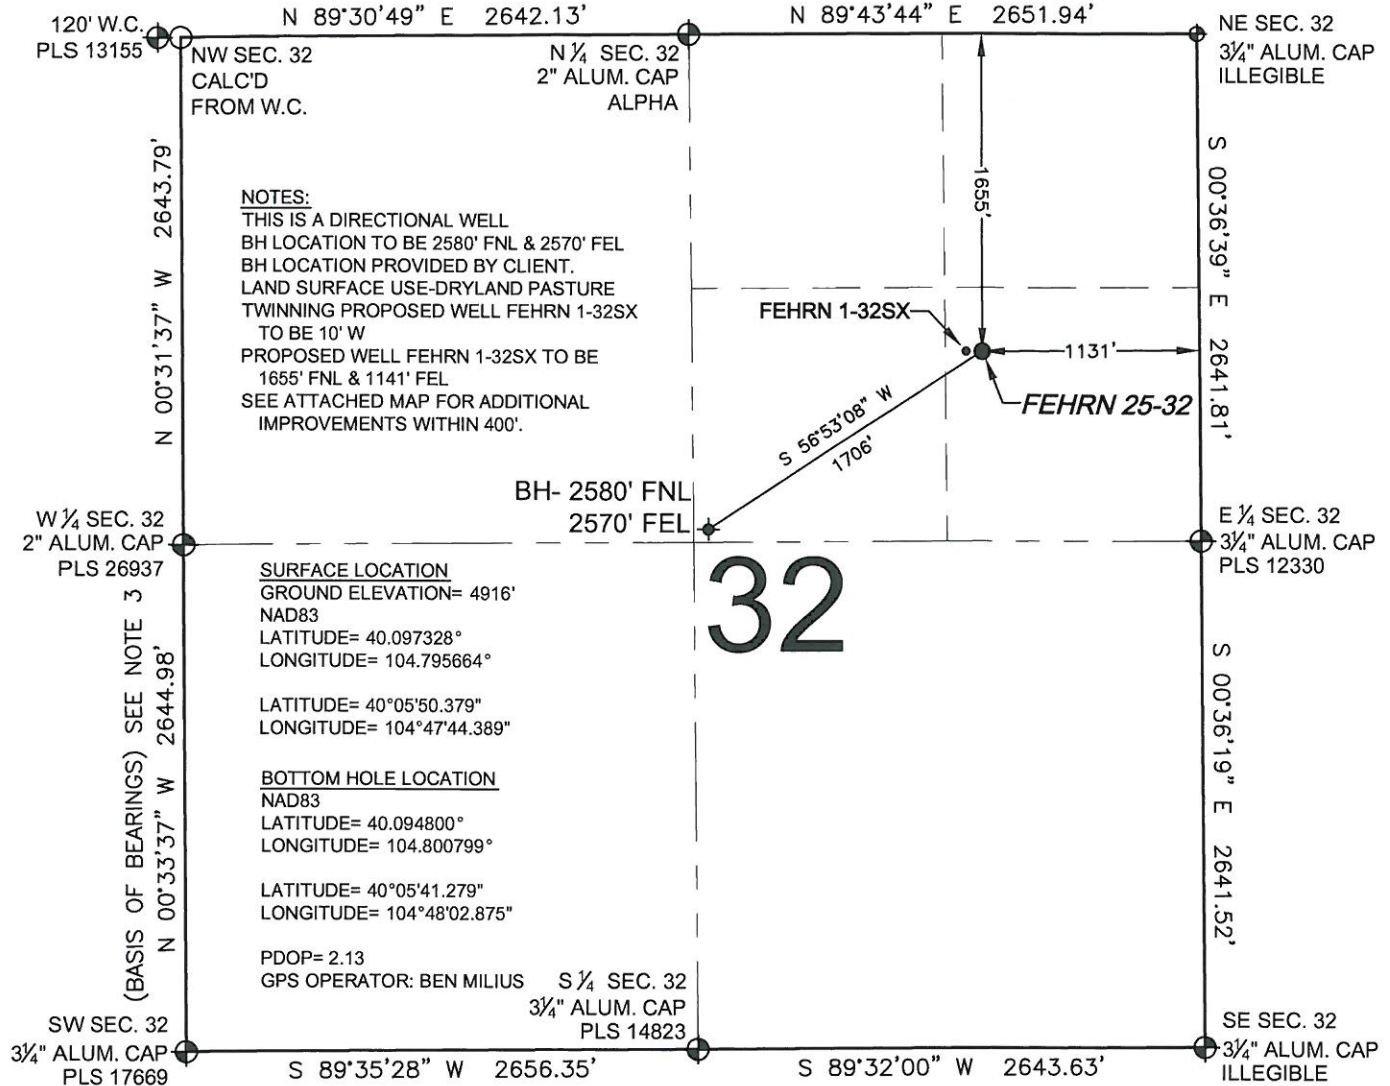 N 89°30'49" E 2642.13'
N 89°43'44" E 2651.94'
120' W.C.
PLS 13155
NW SEC. 32
CALC'D
FROM W.C.
N ¼ SEC. 32
2" ALUM. CAP
ALPHA
NE SEC. 32
3¼" ALUM. CAP
ILLEGIBLE
N 00°31'37" W 2643.79'
NOTES:
THIS IS A DIRECTIONAL WELL
BH LOCATION TO BE 2580' FNL & 2570' FEL
BH LOCATION PROVIDED BY CLIENT.
LAND SURFACE USE-DRYLAND PASTURE
TWINNING PROPOSED WELL FEHRN 1-32SX
TO BE 10' W
PROPOSED WELL FEHRN 1-32SX TO BE
1655' FNL & 1141' FEL
SEE ATTACHED MAP FOR ADDITIONAL
IMPROVEMENTS WITHIN 400'.
1655'
S 00°36'39" E 2641.81'
FEHRN 1-32SX
1131'
FEHRN 25-32
S 56°53'08" W
1706'
BH- 2580' FNL
2570' FEL
W ¼ SEC. 32
2" ALUM. CAP
PLS 26937
E ¼ SEC. 32
3¼" ALUM. CAP
PLS 12330
32
SURFACE LOCATION
GROUND ELEVATION= 4916'
NAD83
LATITUDE= 40.097328°
LONGITUDE= 104.795664°
LATITUDE= 40°05'50.379"
LONGITUDE= 104°47'44.389"
BOTTOM HOLE LOCATION
NAD83
LATITUDE= 40.094800°
LONGITUDE= 104.800799°
LATITUDE= 40°05'41.279"
LONGITUDE= 104°48'02.875"
PDOP= 2.13
GPS OPERATOR: BEN MILIUS
(BASIS OF BEARINGS) SEE NOTE 3
N 00°33'37" W 2644.98'
S 00°36'19" E 2641.52'
S ¼ SEC. 32
3¼" ALUM. CAP
PLS 14823
SW SEC. 32
3¼" ALUM. CAP
PLS 17669
SE SEC. 32
3¼" ALUM. CAP
ILLEGIBLE
S 89°35'28" W 2656.35'
S 89°32'00" W 2643.63'